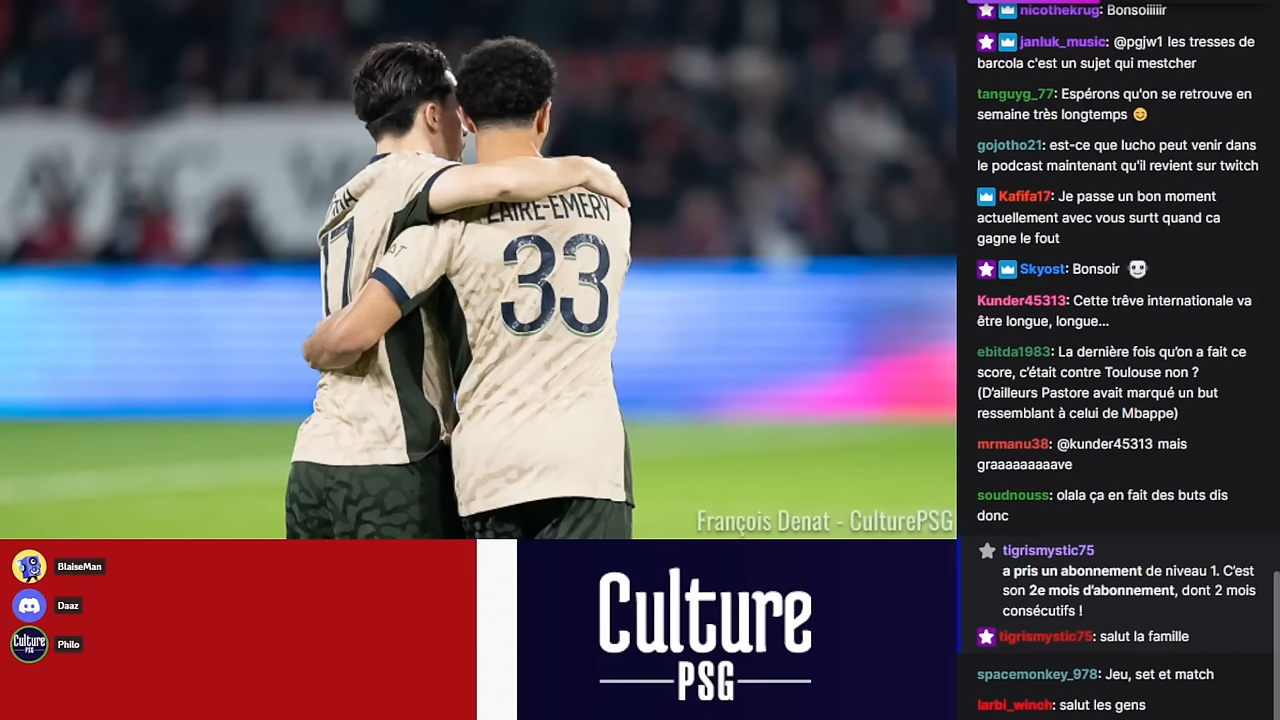 17
ZAÏRE-EMERY
33
François Denat - CulturePSG
BlaiseMan
Daaz
Culture
PSG
Philo
Culture
PSG
nicothekrug: Bonsoiiiiir
janluk_music: @pgjw1 les tresses de
barcola c'est un sujet qui mestcher
tanguyg_77: Espérons qu'on se retrouve en
semaine très longtemps
gojotho21: est-ce que lucho peut venir dans
le podcast maintenant qu'il revient sur twitch
Kafifa17: Je passe un bon moment
actuellement avec vous surtt quand ca
gagne le fout
Skyost: Bonsoir
Kunder45313: Cette trêve internationale va
être longue, longue...
ebitda1983: La dernière fois qu'on a fait ce
score, c'était contre Toulouse non ?
(D'ailleurs Pastore avait marqué un but
ressemblant à celui de Mbappe)
mrmanu38: @kunder45313 mais
graaaaaaaaave
soudnouss: olala ça en fait des buts dis
donc
tigrismystic75
a pris un abonnement de niveau 1. C'est
son 2e mois d'abonnement, dont 2 mois
consécutifs !
tigrismystic75: salut la famille
spacemonkey_978: Jeu, set et match
larbi_winch: salut les gens